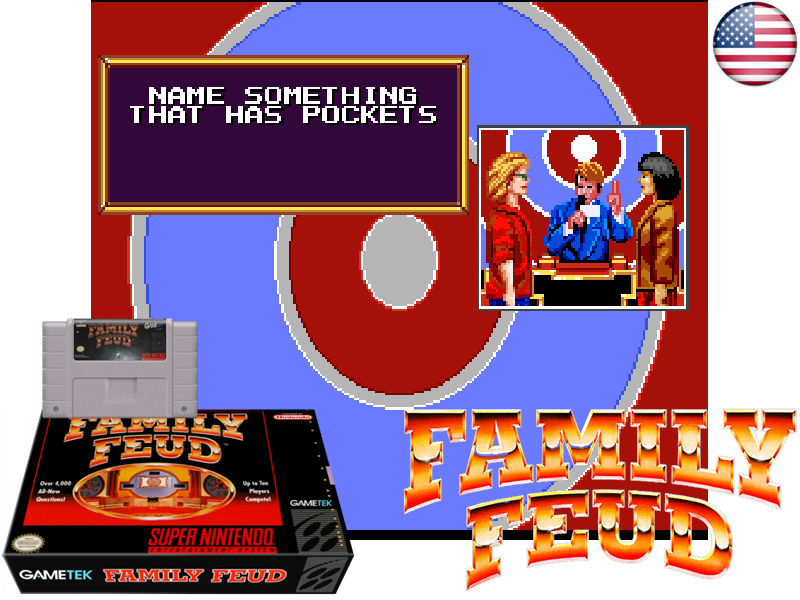 NAME SOMETHING
THAT HAS POCKETS
FAMILY
FEUD
FAMILY
FEUD
Over 4,000
All-New
Questions!
Up to Ten
Players
Compete!
GAMETEK
SUPER NINTENDO
ENTERTAINMENT SYSTEM
GAMETEK
FAMILY FEUD
FAMILY
FEUD